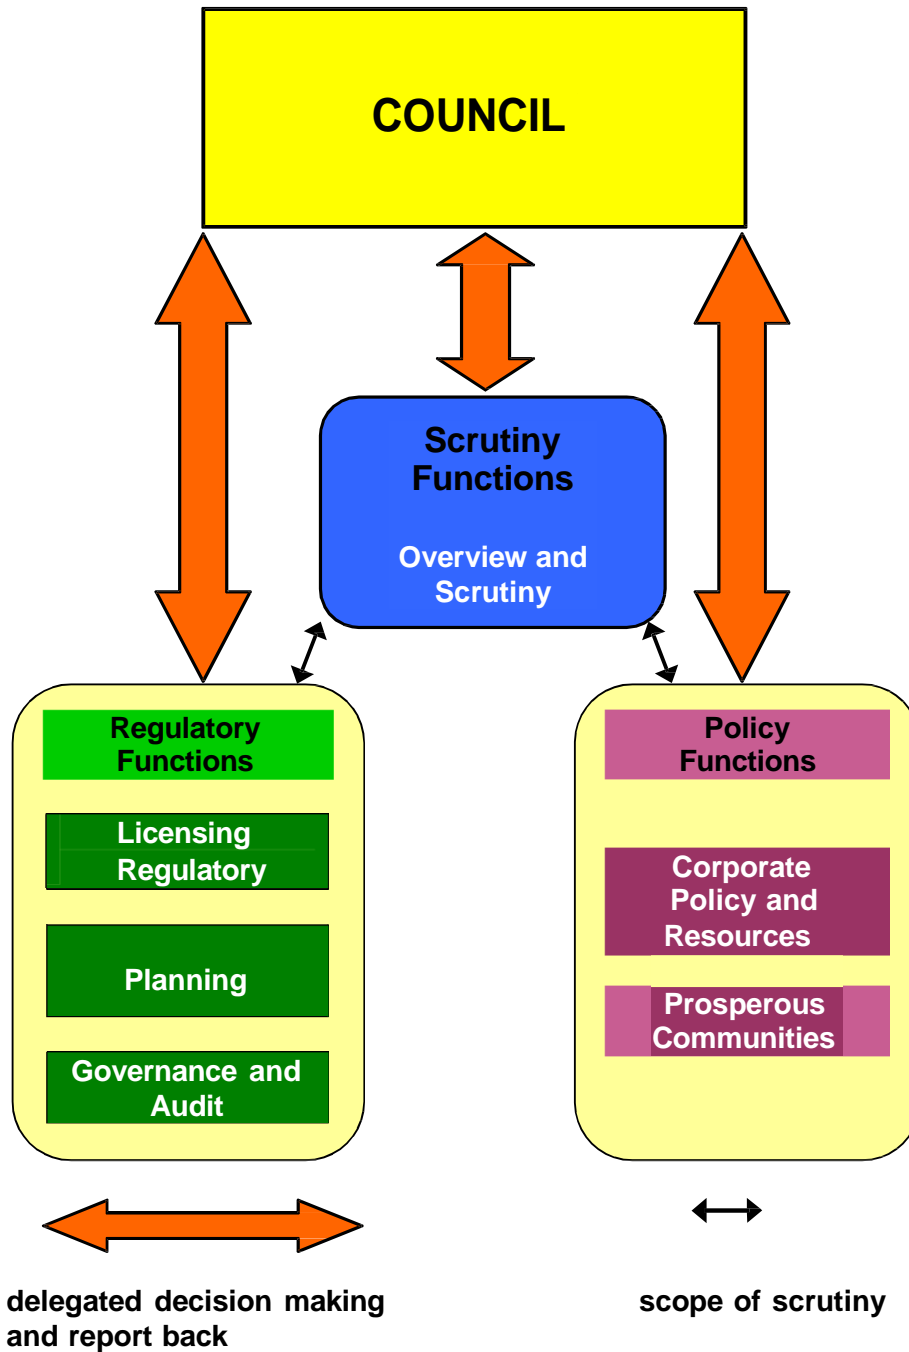 COUNCIL
Scrutiny
Functions
Overview and
Scrutiny
Regulatory
Functions
Licensing
Regulatory
Planning
Governance and
Audit
Policy
Functions
Corporate
Policy and
Resources
Prosperous
Communities
delegated decision making
and report back
scope of scrutiny